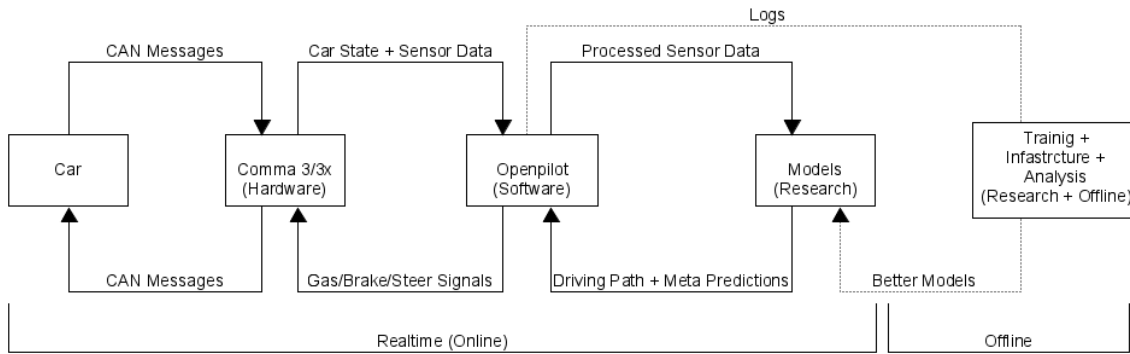 Logs
CAN Messages
Car State + Sensor Data
Processed Sensor Data
Car
Comma 3/3x
(Hardware)
Openpilot
(Software)
Models
(Research)
Trainig +
Infastrcture +
Analysis
(Research + Offline)
CAN Messages
Gas/Brake/Steer Signals
Driving Path + Meta Predictions
Better Models
Realtime (Online)
Offline